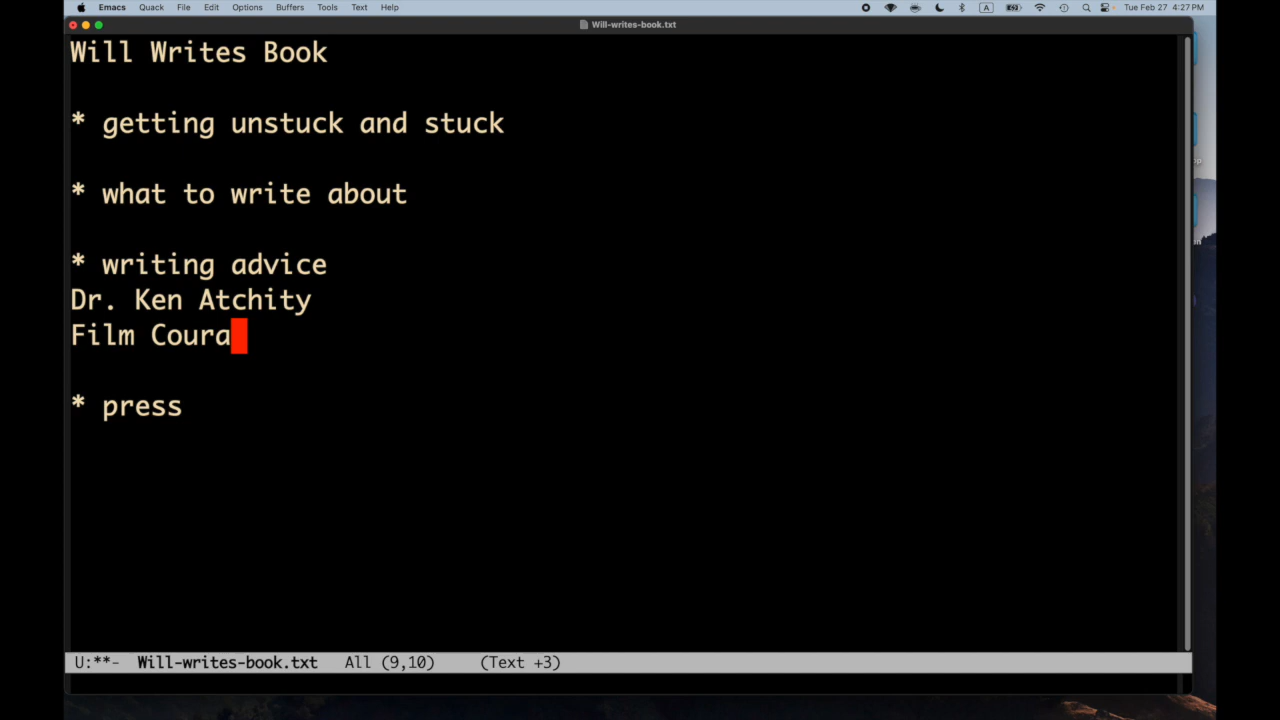 Emacs Quack File Edit Options Buffers Tools Text Help A Tue Feb 27 4:27 PM
Will-writes-book.txt
Will Writes Book
* getting unstuck and stuck
* what to write about
* writing advice
Dr. Ken Atchity
Film Coura
* press
U:**- Will-writes-book.txt All (9,10) (Text +3)